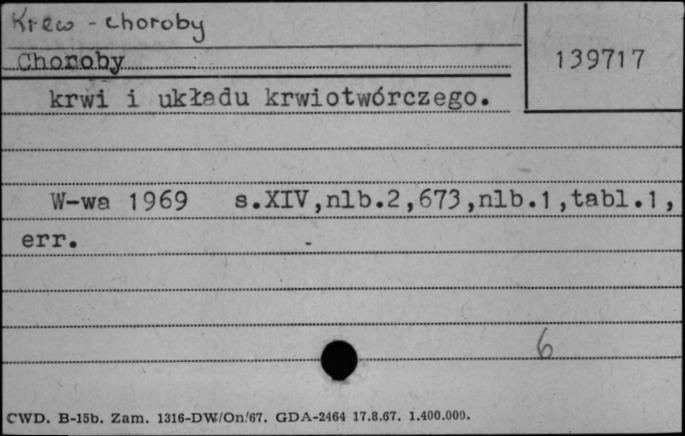 Krew - choroby
Choroby
139717
krwi i układu krwiotwórczego.
W-wa 1969 s.XIV,nlb.2,673,nlb.1,tabl.1,
err. -
6
CWD. B-15b. Zam. 1316-DW/On/67. GDA-2464 17.8.67. 1.400.000.